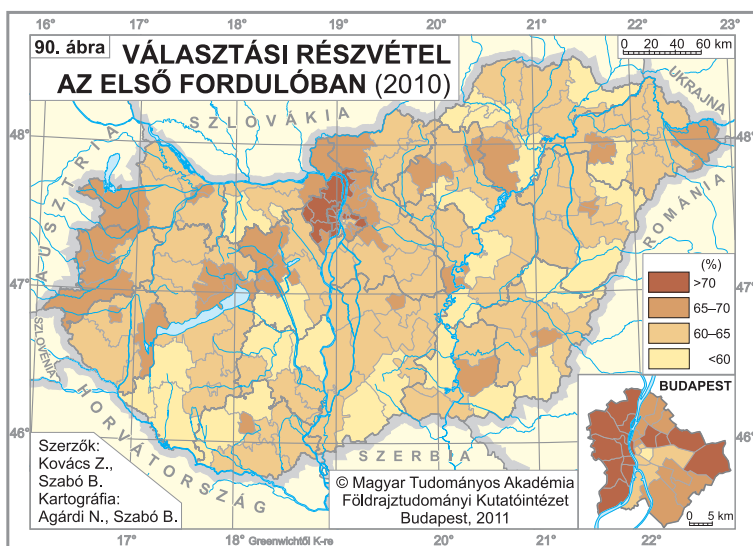 16° 17° 18° 19° 20° 21° 22° 23°
90. ábra
VÁLASZTÁSI RÉSZVÉTEL
AZ ELSŐ FORDULÓBAN (2010)
0 20 40 60 km
UKRAJNA
SZLOVÁKIA
AUSZTRIA
48°
48°
ROMÁNIA
47°
47°
(%)
>70
65–70
60–65
<60
SZLOVÉNIA
HORVÁTORSZÁG
SZERBIA
BUDAPEST
46°
46°
0 5 km
Szerzők:
Kovács Z.,
Szabó B.
Kartográfia:
Agárdi N., Szabó B.
© Magyar Tudományos Akadémia
Földrajztudományi Kutatóintézet
Budapest, 2011
17° 18° Greenwichtől K-re 19° 20° 21° 22°